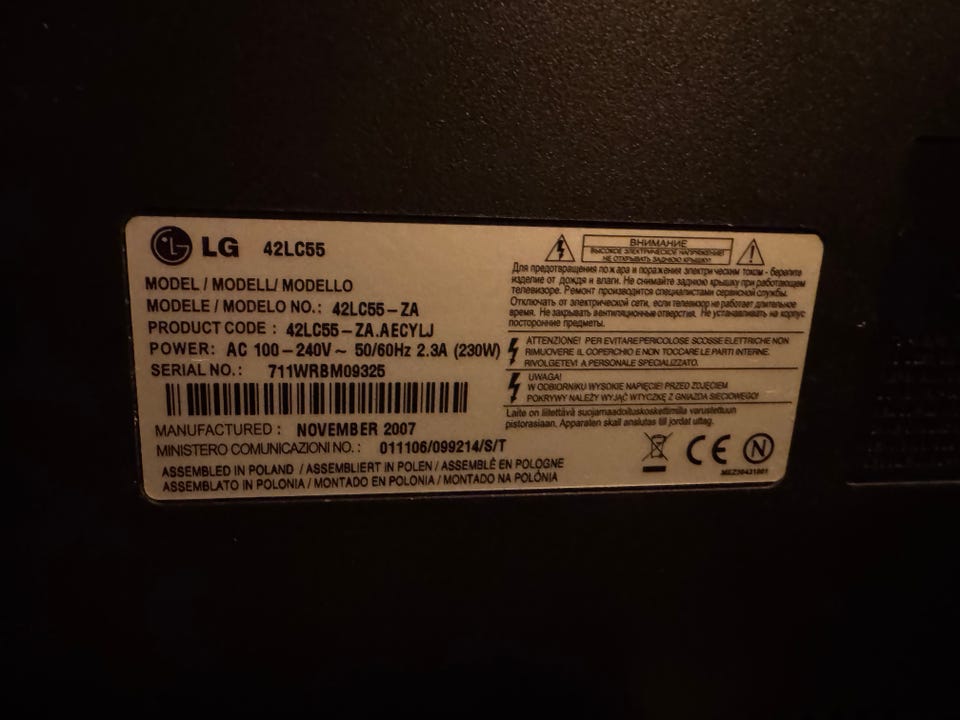 LG 42LC55
MODEL / MODELL/ MODELLO
MODELE / MODELO NO.: 42LC55-ZA
PRODUCT CODE : 42LC55-ZA.AECYLJ
POWER: AC 100-240V ~ 50/60Hz 2.3A (230W)
SERIAL NO.: 711WRBM09325
MANUFACTURED : NOVEMBER 2007
MINISTERO COMUNICAZIONI NO. : 011106/099214/S/T
ASSEMBLED IN POLAND / ASSEMBLIERT IN POLEN / ASSEMBLÉ EN POLOGNE
ASSEMBLATO IN POLONIA / MONTADO EN POLONIA / MONTADO NA POLÓNIA
ВНИМАНИЕ
ВЫСОКОЕ ЭЛЕКТРИЧЕСКОЕ НАПРЯЖЕНИЕ!
НЕ ОТКРЫВАТЬ ЗАДНЮЮ КРЫШКУ!
Для предотвращения пожара и поражения электрическим током - берегите
изделие от дождя и влаги. Не снимайте заднюю крышку при работающем
телевизоре. Ремонт производится специалистами сервисной службы.
Отключать от электрической сети, если телевизор не работает длительное
время. Не закрывать вентиляционные отверстия. Не устанавливать на корпус
посторонние предметы.
ATTENZIONE! PER EVITARE PERICOLOSE SCOSSE ELETTRICHE NON
RIMUOVERE IL COPERCHIO E NON TOCCARE LE PARTI INTERNE.
RIVOLGETEVI A PERSONALE SPECIALIZZATO.
UWAGA!
W ODBIORNIKU WYSOKIE NAPIĘCIE! PRZED ZDJĘCIEM
POKRYWY NALEŻY WYJĄĆ WTYCZKĘ Z GNIAZDA SIECIOWEGO!
Laite on liitettävä suojamaadoituskoskettimilla varustettuun
pistorasiaan. Apparaten skall anslutas till jordat uttag.
CE N